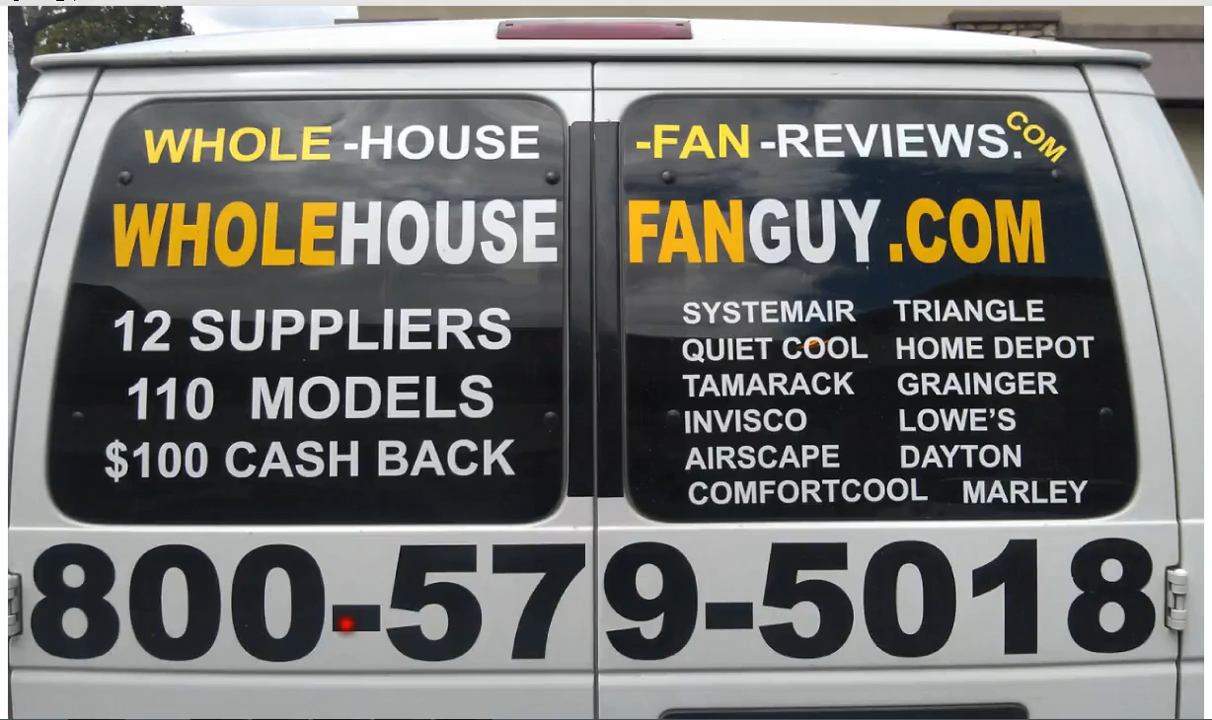 WHOLE -HOUSE -FAN -REVIEWS.COM
WHOLEHOUSE FANGUY.COM
12 SUPPLIERS
110 MODELS
$100 CASH BACK
SYSTEMAIR TRIANGLE
QUIET COOL HOME DEPOT
TAMARACK GRAINGER
INVISCO LOWE'S
AIRSCAPE DAYTON
COMFORTCOOL MARLEY
800-579-5018